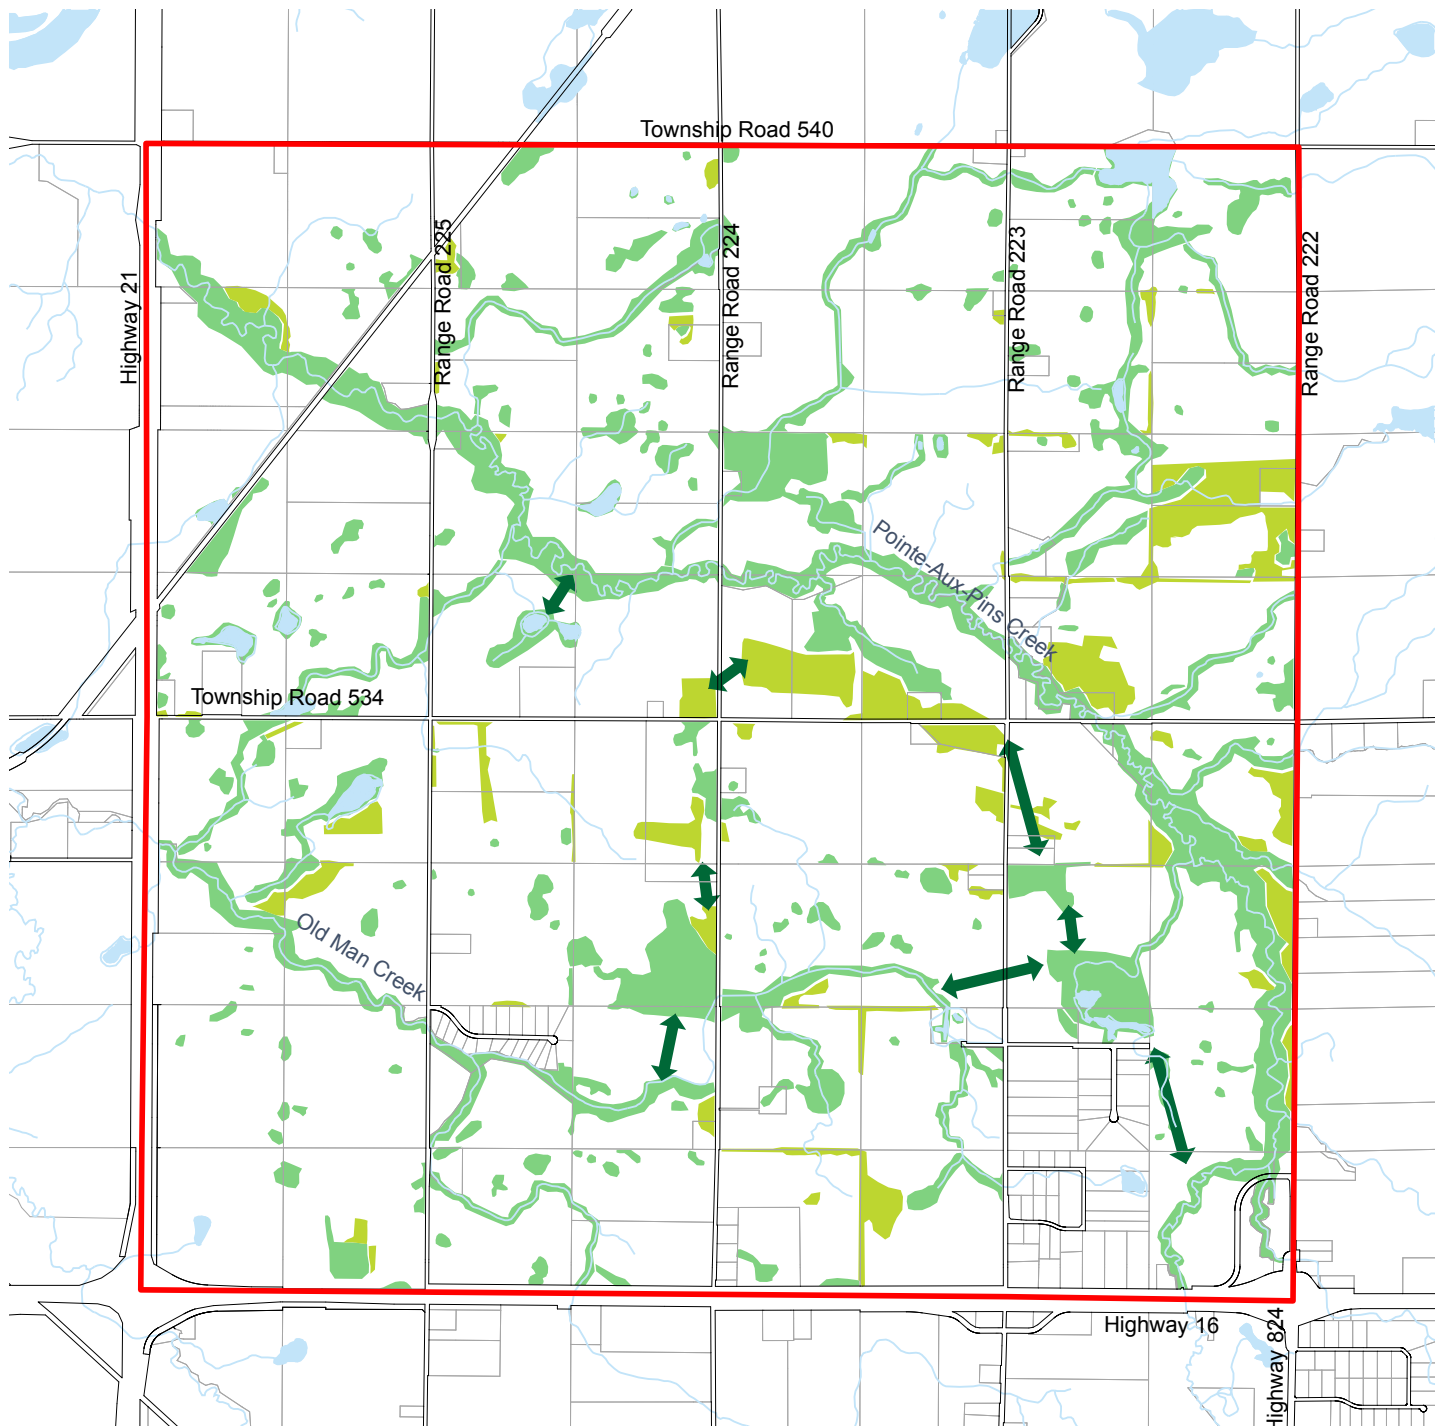 Township Road 540
Highway 21
Range Road 225
Range Road 224
Range Road 223
Range Road 222
Pointe-Aux-Pins Creek
Township Road 534
Old Man Creek
Highway 16
Highway 824